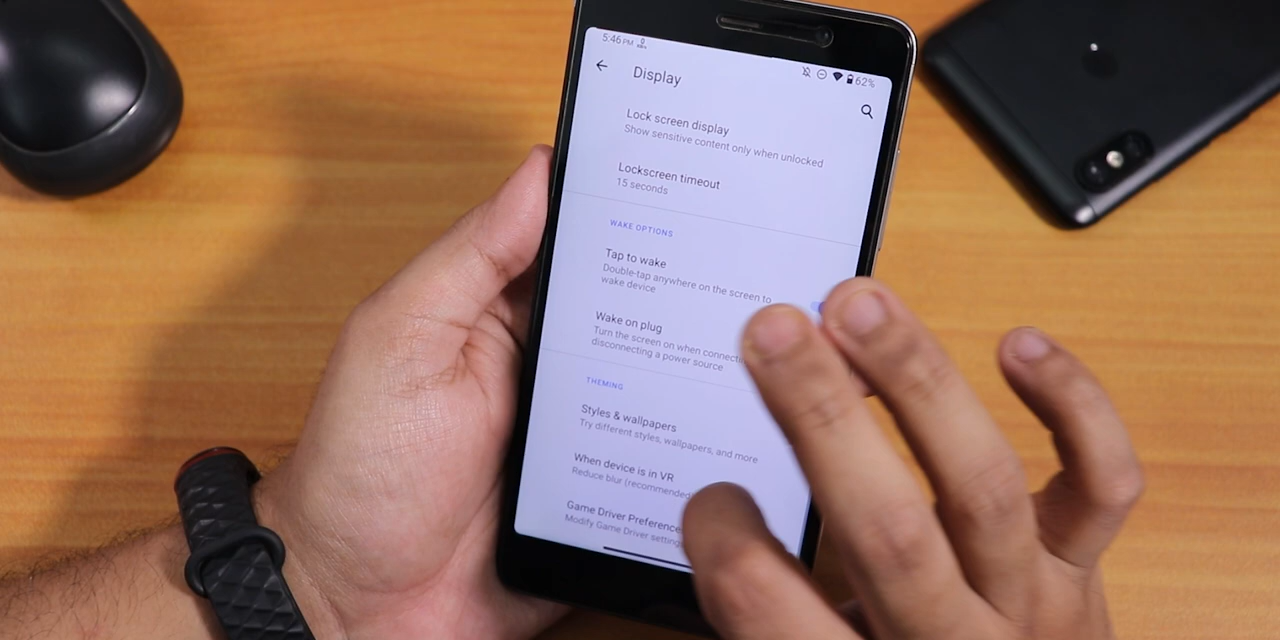 5:46 PM
62%
Display
Lock screen display
Show sensitive content only when unlocked
Lockscreen timeout
15 seconds
WAKE OPTIONS
Tap to wake
Double-tap anywhere on the screen to
wake device
Wake on plug
Turn the screen on when
disconnecting a power source
THEMING
Styles & wallpapers
Try different styles, wallpapers, and more
When device is in VR
Reduce blur (recommended
Game Driver
Modify Game Driver